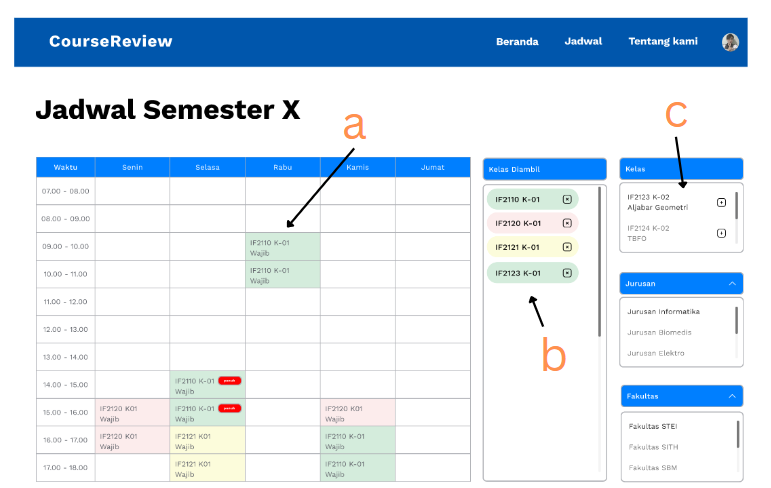 CourseReview
Beranda
Jadwal
Tentang kami
Jadwal Semester X
a
c
Waktu
Senin
Selasa
Rabu
Kamis
Jumat
07.00 - 08.00
08.00 - 09.00
09.00 - 10.00
IF2110 K-01
Wajib
10.00 - 11.00
IF2110 K-01
Wajib
11.00 - 12.00
12.00 - 13.00
13.00 - 14.00
14.00 - 15.00
IF2110 K-01
Wajib
15.00 - 16.00
IF2120 K01
Wajib
IF2110 K-01
Wajib
IF2120 K01
Wajib
16.00 - 17.00
IF2120 K01
Wajib
IF2121 K01
Wajib
IF2110 K-01
Wajib
17.00 - 18.00
IF2121 K01
Wajib
IF2110 K-01
Wajib
Kelas Diambil
IF2110 K-01
IF2120 K-01
IF2121 K-01
IF2123 K-01
b
Kelas
IF2123 K-02
Aljabar Geometri
IF2124 K-02
TBFO
Jurusan
Jurusan Informatika
Jurusan Biomedis
Jurusan Elektro
Fakultas
Fakultas STEI
Fakultas SITH
Fakultas SBM